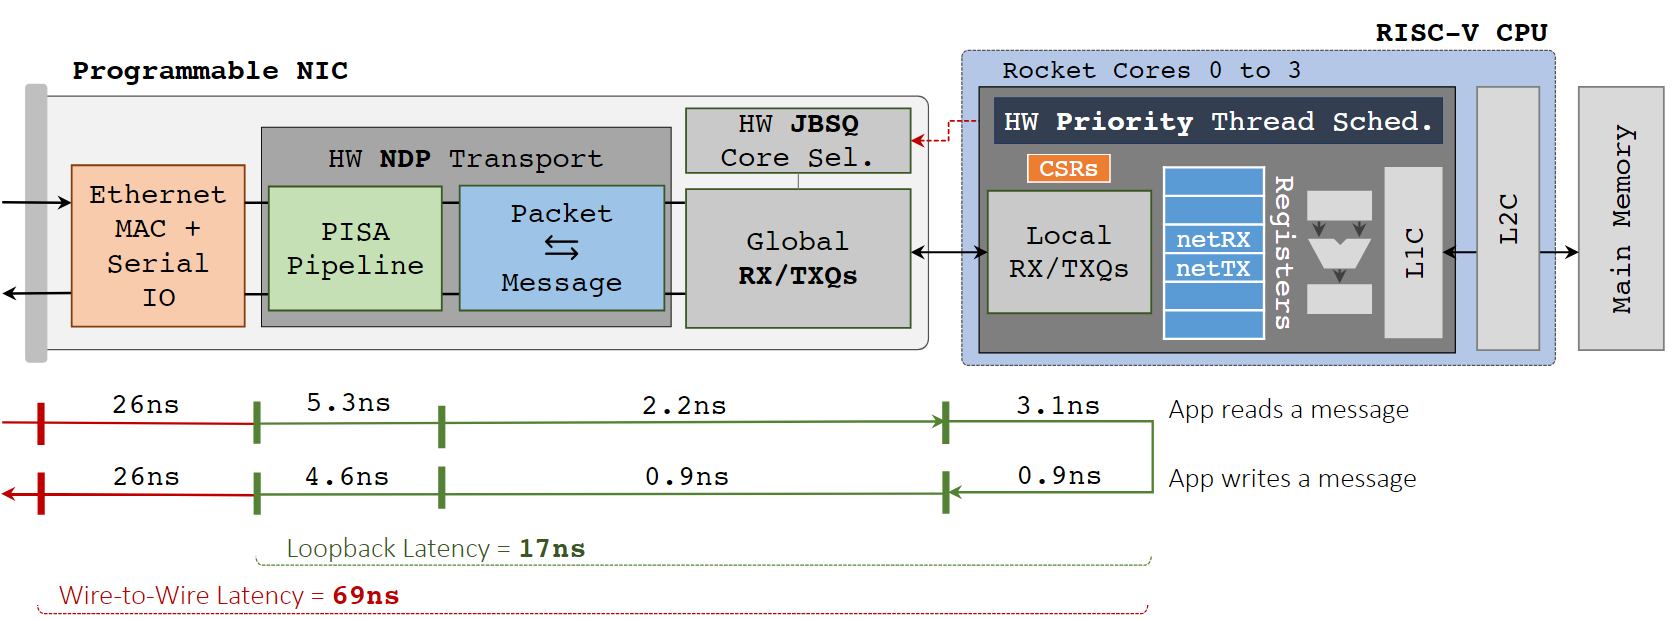 RISC-V CPU
Programmable NIC
Rocket Cores 0 to 3
HW Priority Thread Sched.
HW JBSQ
Core Sel.
HW NDP Transport
CSRs
Ethernet
MAC +
Serial
IO
PISA
Pipeline
Packet
Message
Global
RX/TXQs
Local
RX/TXQs
netRX
netTX
Registers
L1C
L2C
Main Memory
26ns
5.3ns
2.2ns
3.1ns
App reads a message
26ns
4.6ns
0.9ns
0.9ns
App writes a message
Loopback Latency = 17ns
Wire-to-Wire Latency = 69ns